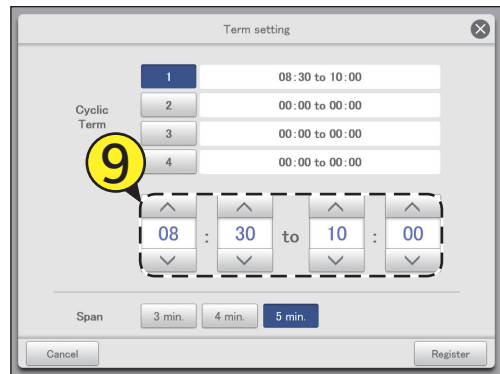 Term setting
Cyclic
Term
1 08:30 to 10:00
2 00:00 to 00:00
3 00:00 to 00:00
4 00:00 to 00:00
9
08 : 30 to 10 : 00
Span 3 min. 4 min. 5 min.
Cancel Register